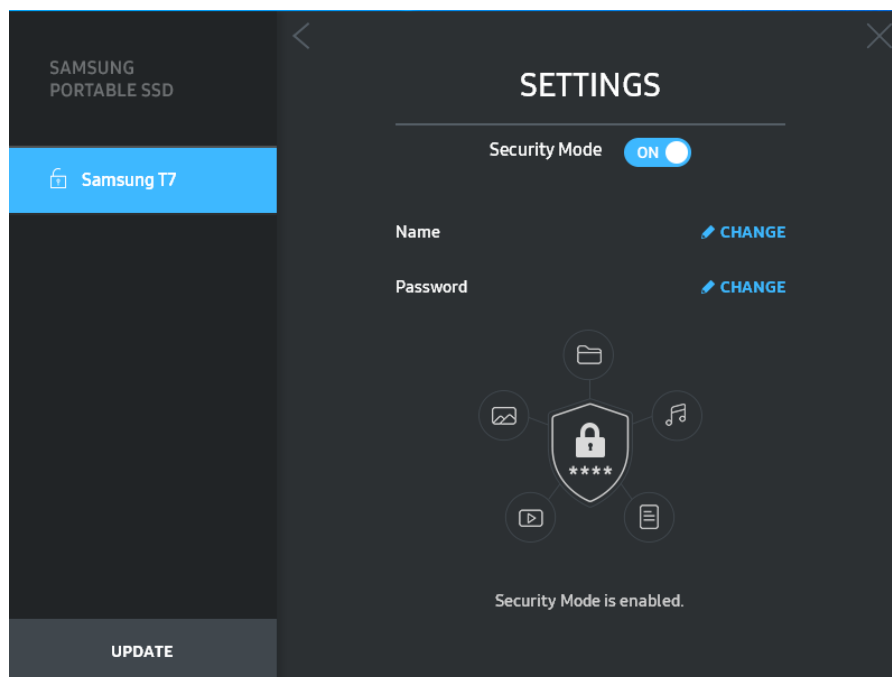 SAMSUNG
PORTABLE SSD
Samsung T7
UPDATE
SETTINGS
Security Mode ON
Name CHANGE
Password CHANGE
****
Security Mode is enabled.